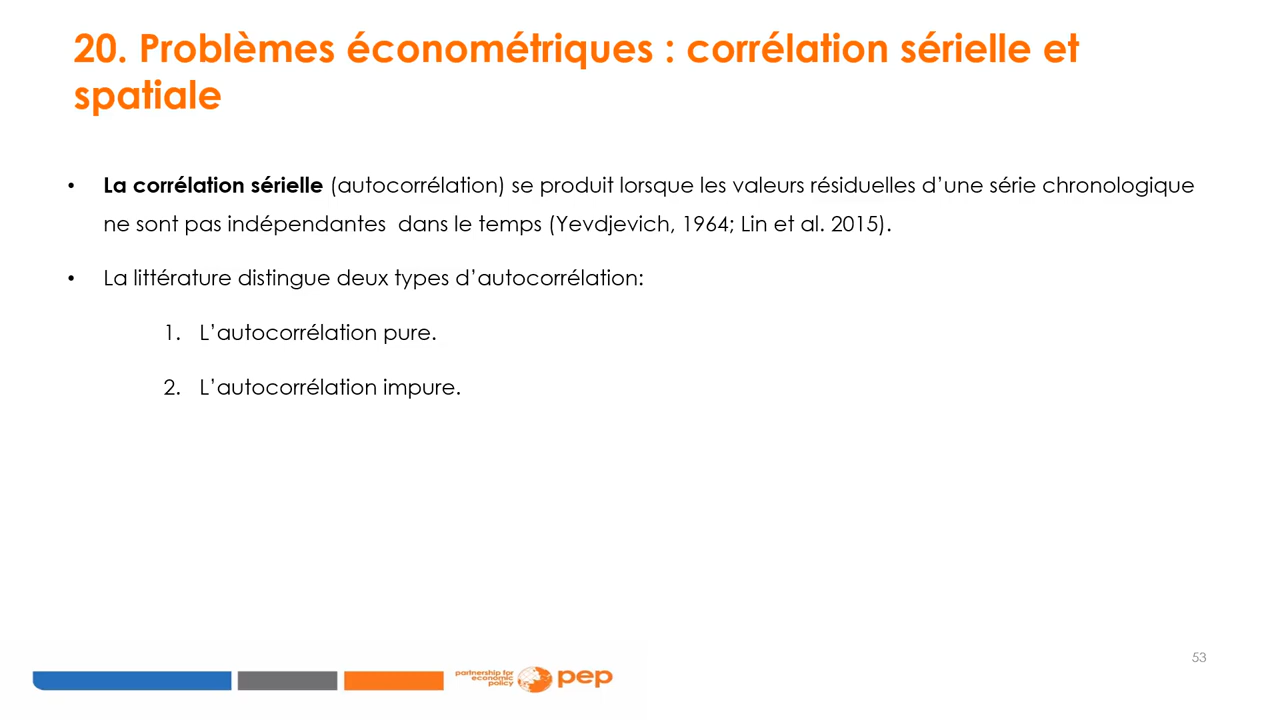 20. Problèmes économétriques : corrélation sérielle et
spatiale
• La corrélation sérielle (autocorrélation) se produit lorsque les valeurs résiduelles d’une série chronologique
ne sont pas indépendantes  dans le temps (Yevdjevich, 1964; Lin et al. 2015).
• La littérature distingue deux types d’autocorrélation:
1. L’autocorrélation pure.
2. L’autocorrélation impure.
53
partnership for
economic
policy
pep